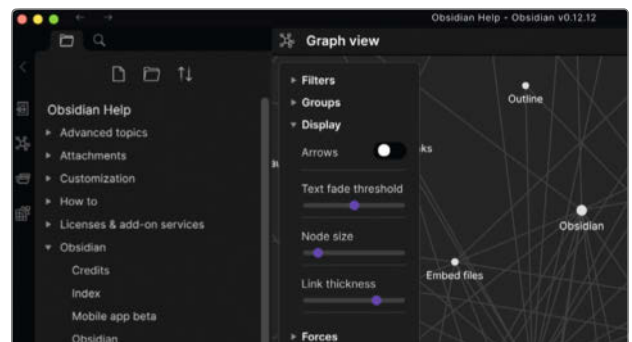 Obsidian Help - Obsidian v0.12.12
Graph view
Obsidian Help
Advanced topics
Attachments
Customization
How to
Licenses & add-on services
Obsidian
Credits
Index
Mobile app beta
Obsidian
Filters
Groups
Display
Arrows
Text fade threshold
Node size
Link thickness
Forces
Outline
ks
Obsidian
Embed files